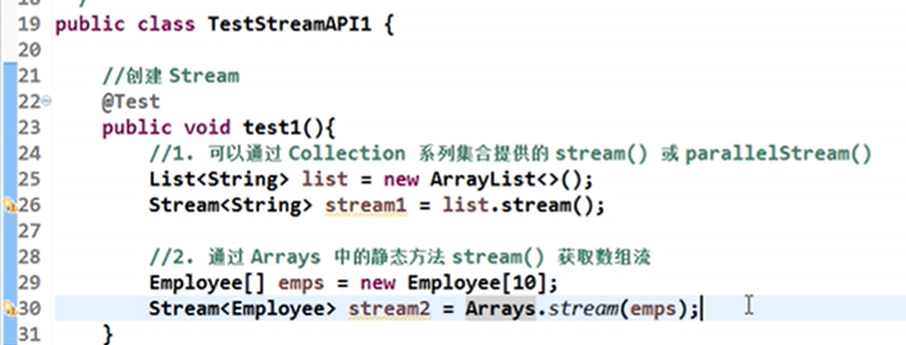 19 public class TestStreamAPI1 {
20
21 //创建 Stream
22 @Test
23 public void test1(){
24 //1. 可以通过 Collection 系列集合提供的 stream() 或 parallelStream()
25 List<String> list = new ArrayList<>();
26 Stream<String> stream1 = list.stream();
27
28 //2. 通过 Arrays 中的静态方法 stream() 获取数组流
29 Employee[] emps = new Employee[10];
30 Stream<Employee> stream2 = Arrays.stream(emps);
31 }